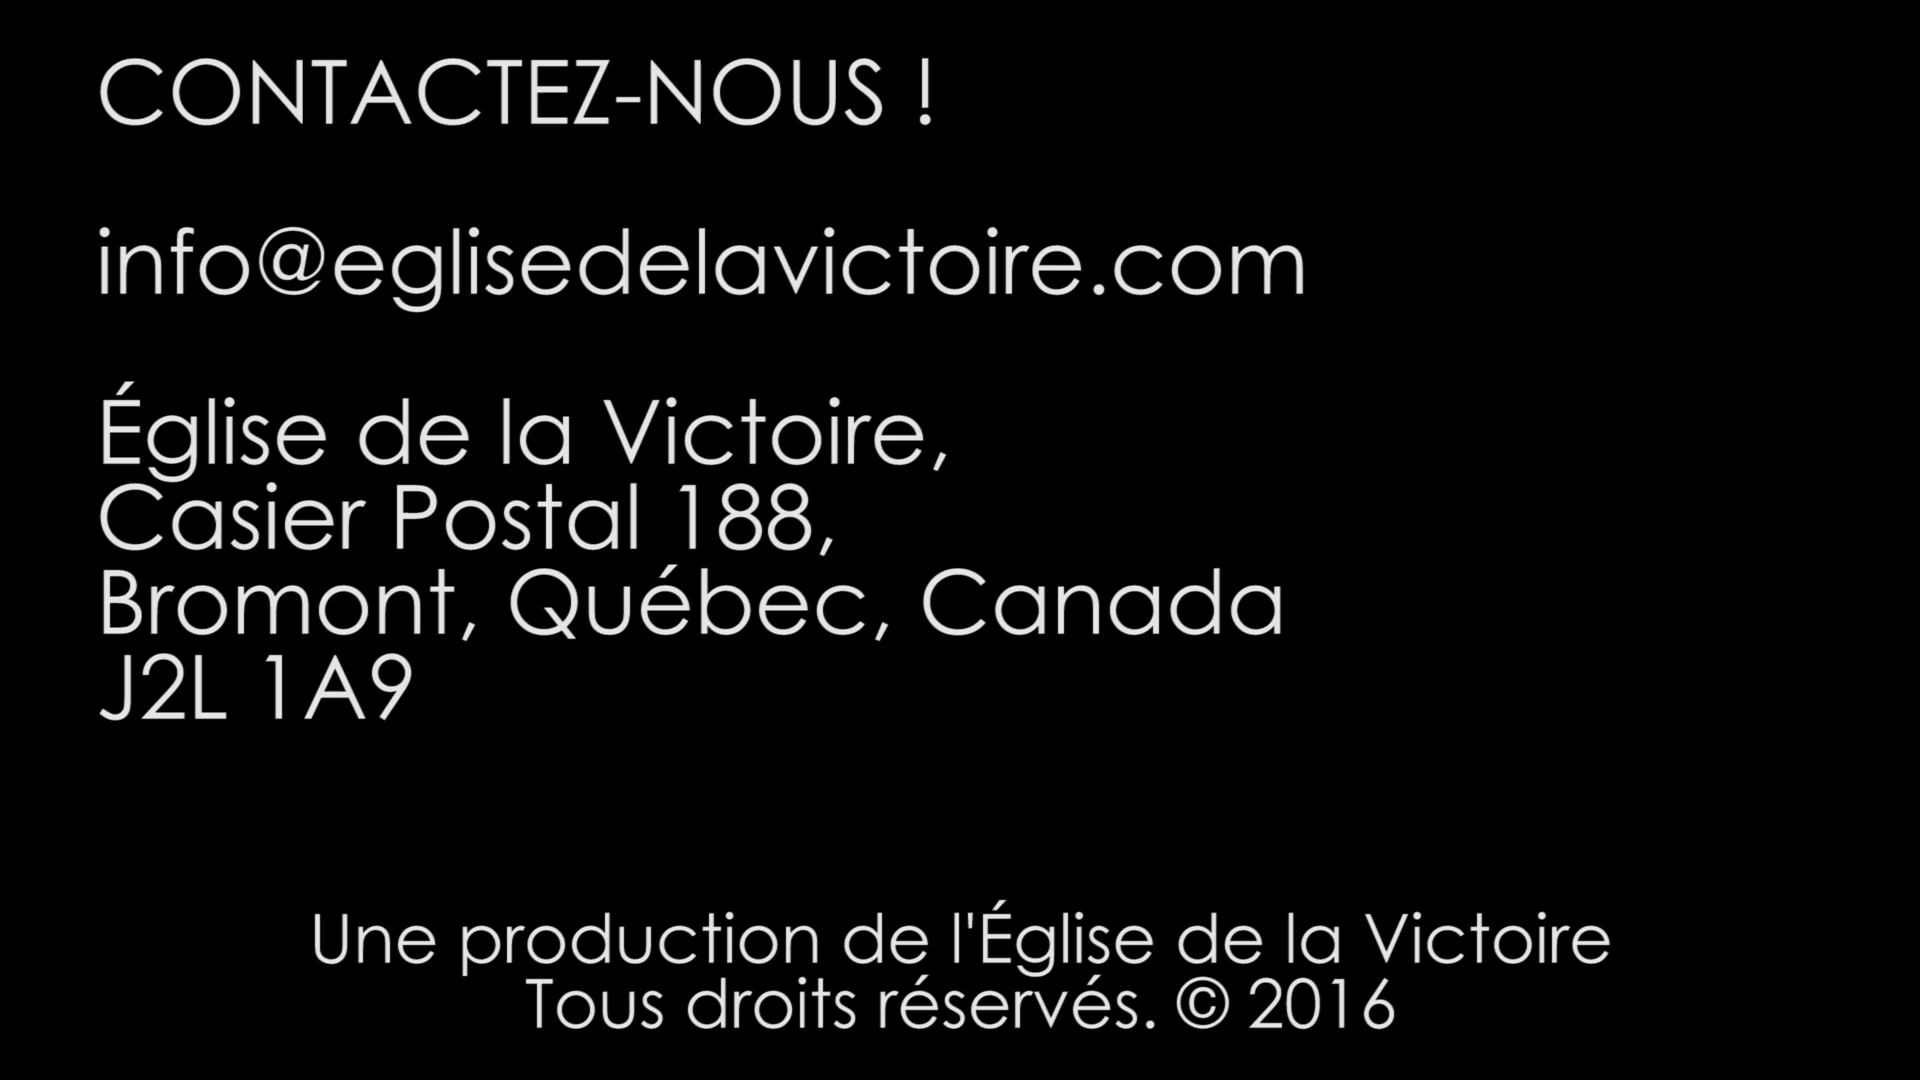 CONTACTEZ-NOUS !
info@eglisedelavictoire.com
Église de la Victoire,
Casier Postal 188,
Bromont, Québec, Canada
J2L 1A9
Une production de l'Église de la Victoire
Tous droits réservés. © 2016